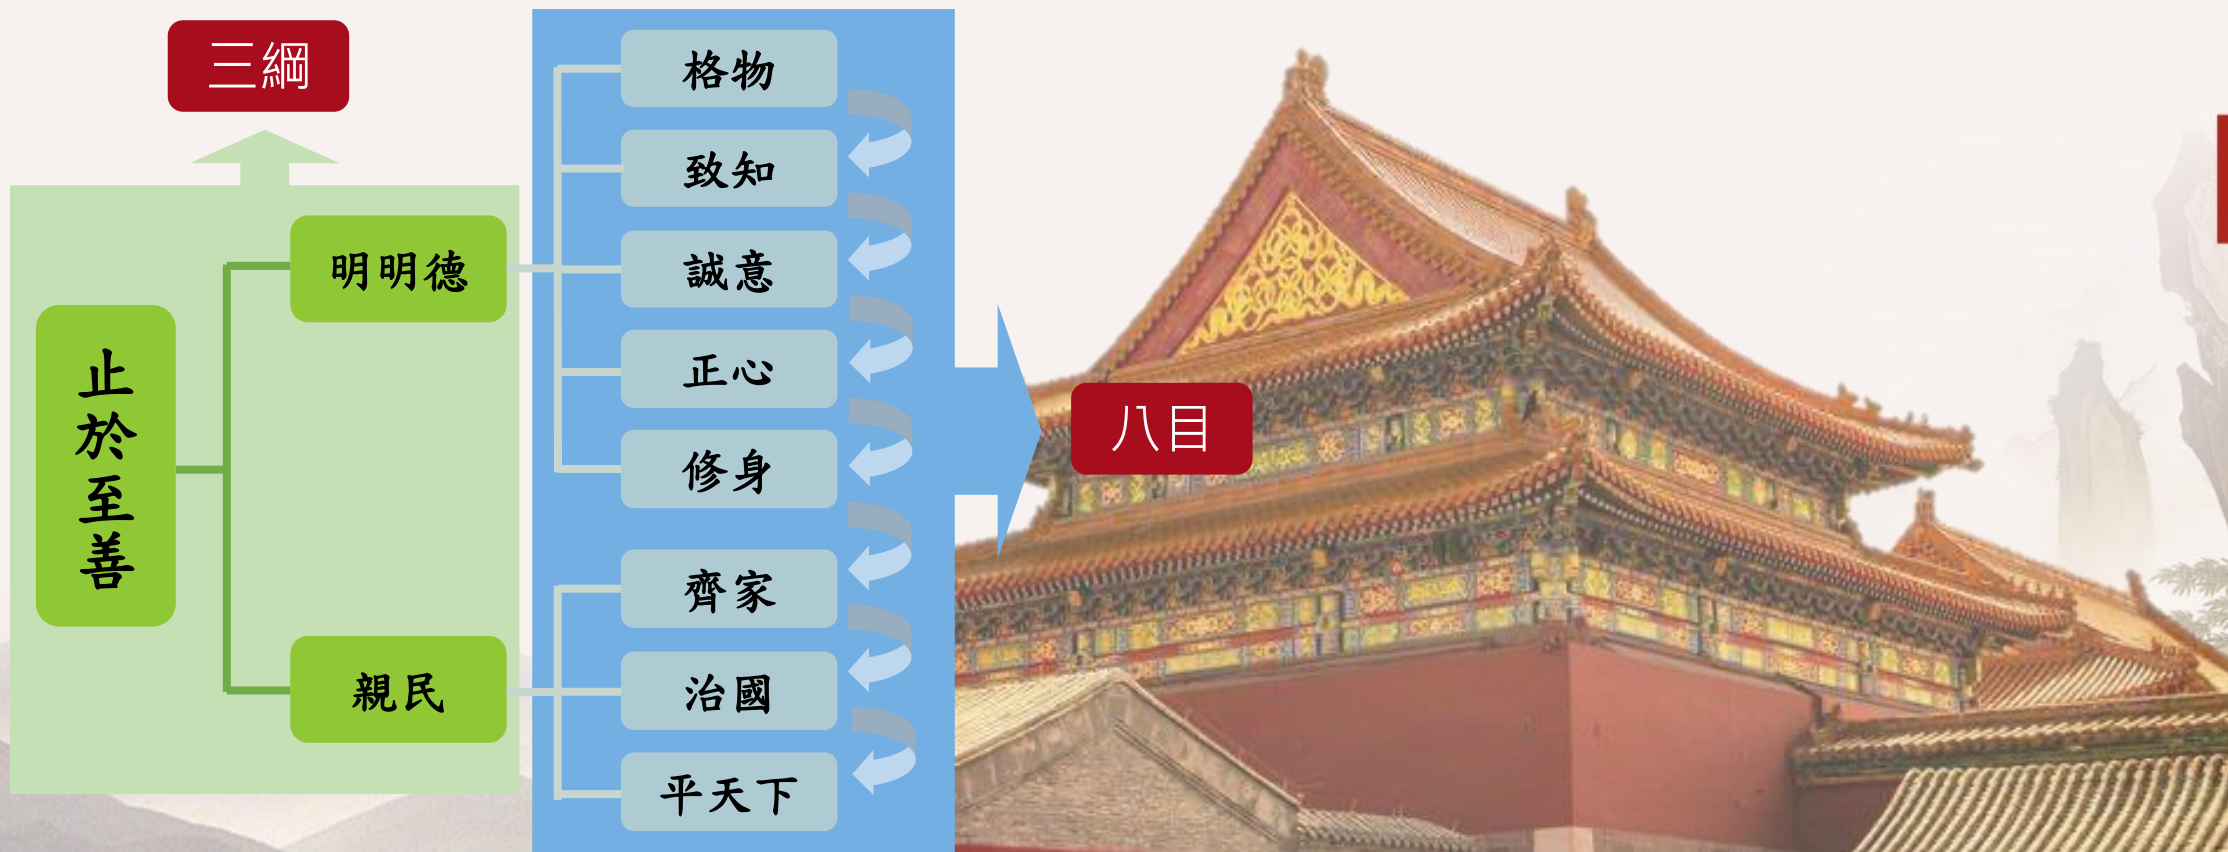 三綱
止於至善
明明德
親民
格物
致知
誠意
正心
修身
齊家
治國
平天下
八目